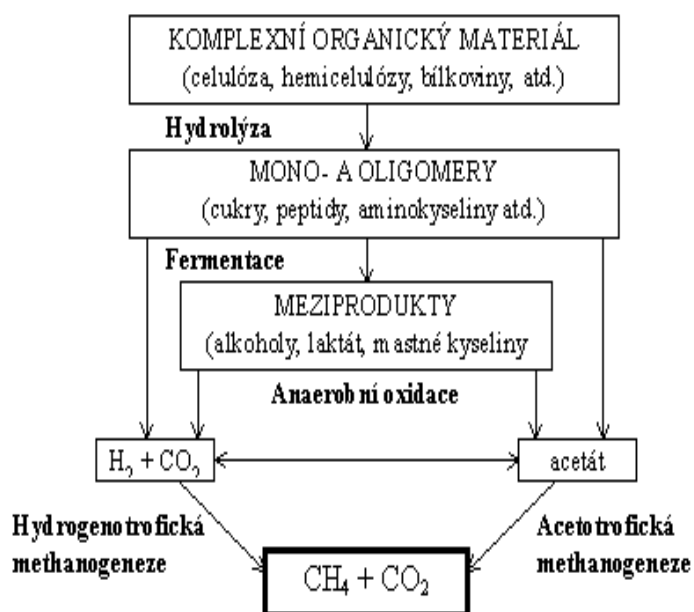 KOMPLEXNÍ ORGANICKÝ MATERIÁL
(celulóza, hemicelulózy, bílkoviny, atd.)
Hydrolýza
MONO- A OLIGOMERY
(cukry, peptidy, aminokyseliny atd.)
Fermentace
MEZIPRODUKTY
(alkoholy, laktát, mastné kyseliny
Anaerobní oxidace
H₂ + CO₂
acetát
Hydrogenotrofická
methanogeneze
Acetotrofická
methanogeneze
CH₄ + CO₂